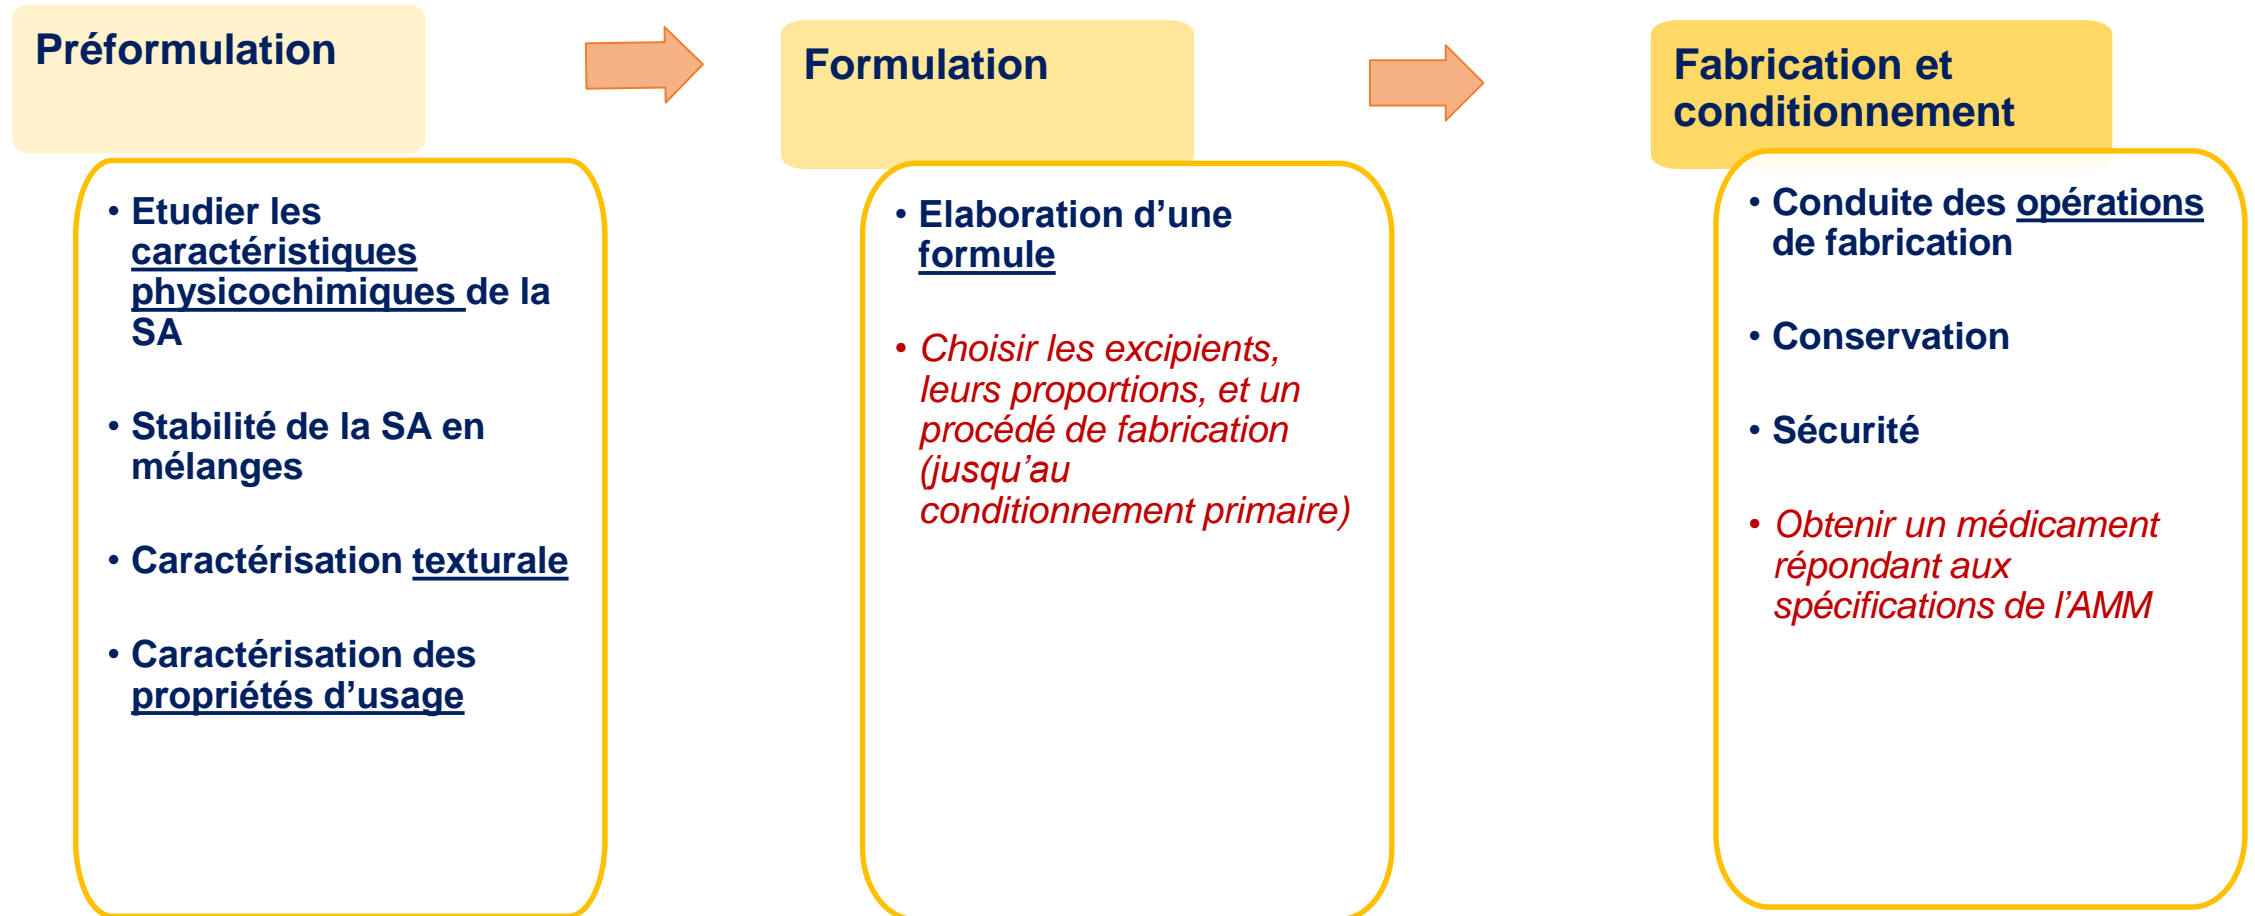 Préformulation
• Etudier les
caractéristiques
physicochimiques de la
SA
• Stabilité de la SA en
mélanges
• Caractérisation texturale
• Caractérisation des
propriétés d’usage
Formulation
• Elaboration d’une
formule
• Choisir les excipients,
leurs proportions, et un
procédé de fabrication
(jusqu’au
conditionnement primaire)
Fabrication et
conditionnement
• Conduite des opérations
de fabrication
• Conservation
• Sécurité
• Obtenir un médicament
répondant aux
spécifications de l’AMM